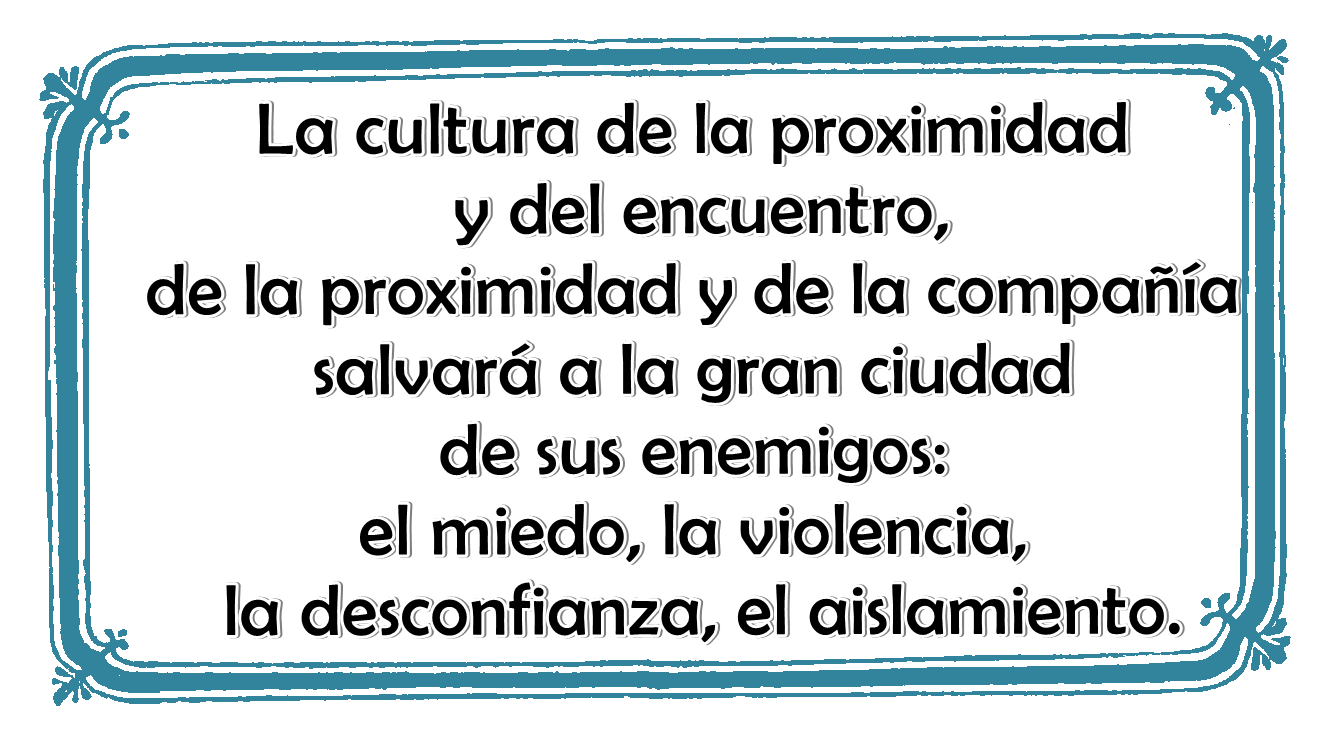 La cultura de la proximidad
y del encuentro,
de la proximidad y de la compañía
salvará a la gran ciudad
de sus enemigos:
el miedo, la violencia,
la desconfianza, el aislamiento.